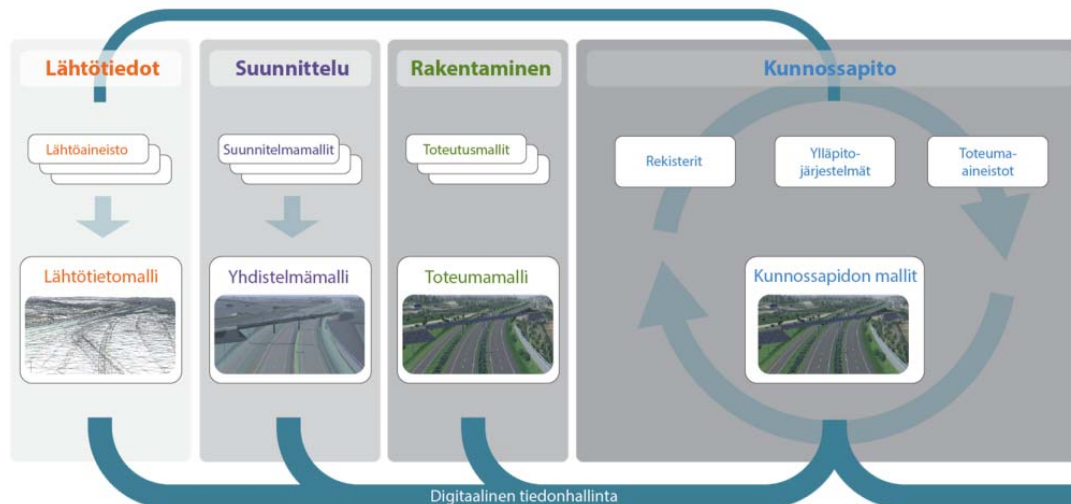 Lähtötiedot
Suunnittelu
Rakentaminen
Kunnossapito
Lähtöaineisto
Suunnitelmamallit
Toteutusmallit
Rekisterit
Ylläpito-
järjestelmät
Toteuma-
aineistot
Lähtötietomalli
Yhdistelmämalli
Toteumamalli
Kunnossapidon mallit
Digitaalinen tiedonhallinta